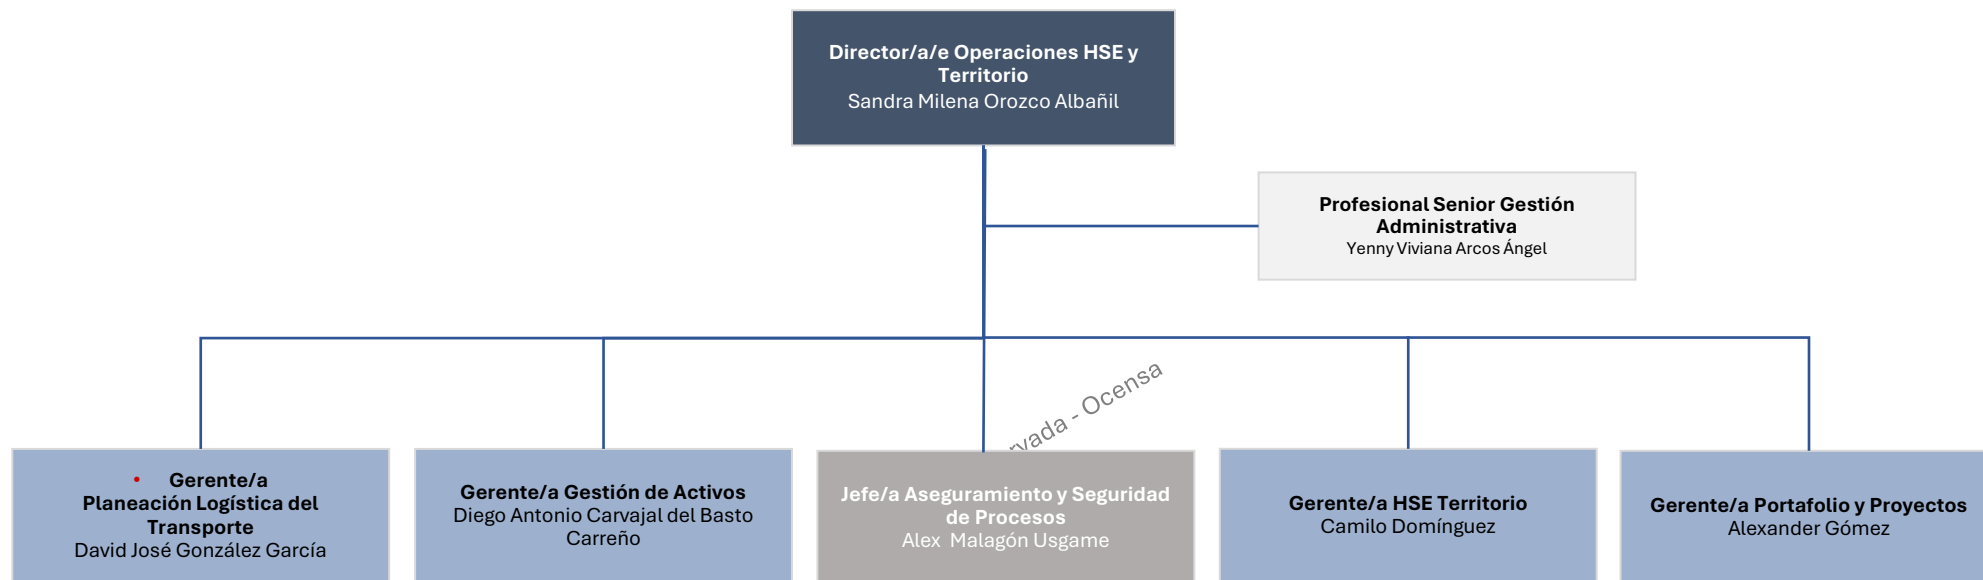 Director/a/e Operaciones HSE y
Territorio
Sandra Milena Orozco Albañil
Profesional Senior Gestión
Administrativa
Yenny Viviana Arcos Ángel
- Ocensa
• Gerente/a
Planeación Logística del
Transporte
David José González García
Gerente/a Gestión de Activos
Diego Antonio Carvajal del Basto
Carreño
Jefe/a Aseguramiento y Seguridad
de Procesos
Alex Malagón Usgame
Gerente/a HSE Territorio
Camilo Domínguez
Gerente/a Portafolio y Proyectos
Alexander Gómez